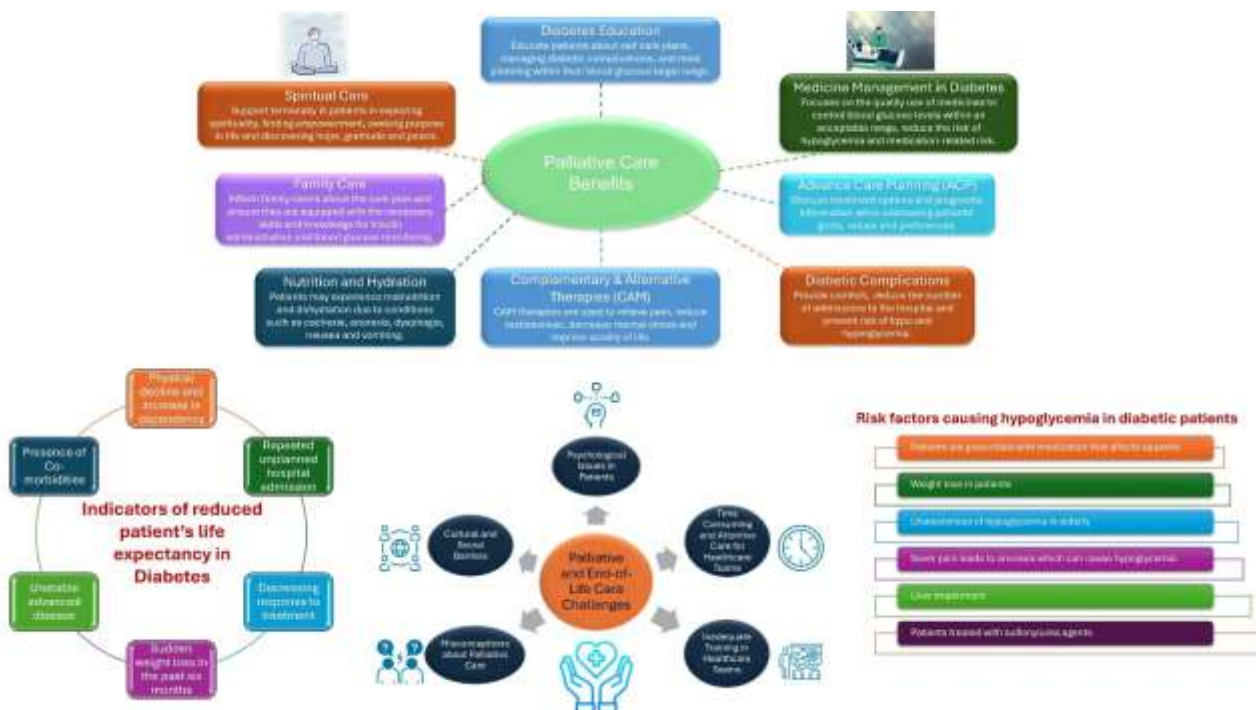 Diabetes Education
Educate patients about self care plans,
managing diabetic complications, and meal
planning within their blood glucose target range.
Spiritual Care
Support terminally ill patients in exploring
spirituality, finding empowerment, seeking purpose
in life and discovering hope, gratitude and peace.
Medicine Management in Diabetes
Focuses on the quality use of medicines to
control blood glucose levels within an
acceptable range, reduce the risk of
hypoglycemia and medication related risk.
Palliative Care
Benefits
Family Care
Inform family carers about the care plan and
ensure they are equipped with the necessary
skills and knowledge for insulin
administration and blood glucose monitoring.
Advance Care Planning (ACP)
Discuss treatment options and prognostic
information while addressing patients'
goals, values and preferences.
Nutrition and Hydration
Patients may experience malnutrition
and dehydration due to conditions
such as cachexia, anorexia, dysphagia,
nausea and vomiting.
Complementary & Alternative
Therapies (CAM)
CAM therapies are used to relieve pain, reduce
restlessness, decrease mental stress and
improve quality of life.
Diabetic Complications
Provide comfort, reduce the number
of admissions to the hospital and
prevent risk of hypo and
hyperglycemia.
Indicators of reduced
patient's life
expectancy in
Diabetes
Physical
decline and
increase in
dependency
Repeated
unplanned
hospital
admission
Decreasing
response to
treatment
Sudden
weight loss in
the past six
months
Unstable
advanced
disease
Presence of
Co-
morbidities
Palliative
and End-of-
Life Care
Challenges
Psychological
Issues in
Patients
Time
Consuming
and Attentive
Care for
Healthcare
Teams
Inadequate
Training in
Healthcare
Teams
Misconceptions
about Palliative
Care
Cultural and
Social
Barriers
Risk factors causing hypoglycemia in diabetic patients
Patients are prescribed with medication that affects appetite
Weight loss in patients
Unawareness of hypoglycemia in elderly
pain leads to anorexia which can cause hypoglycemia
Liver impairment
Patients treated with sulfonylurea agents